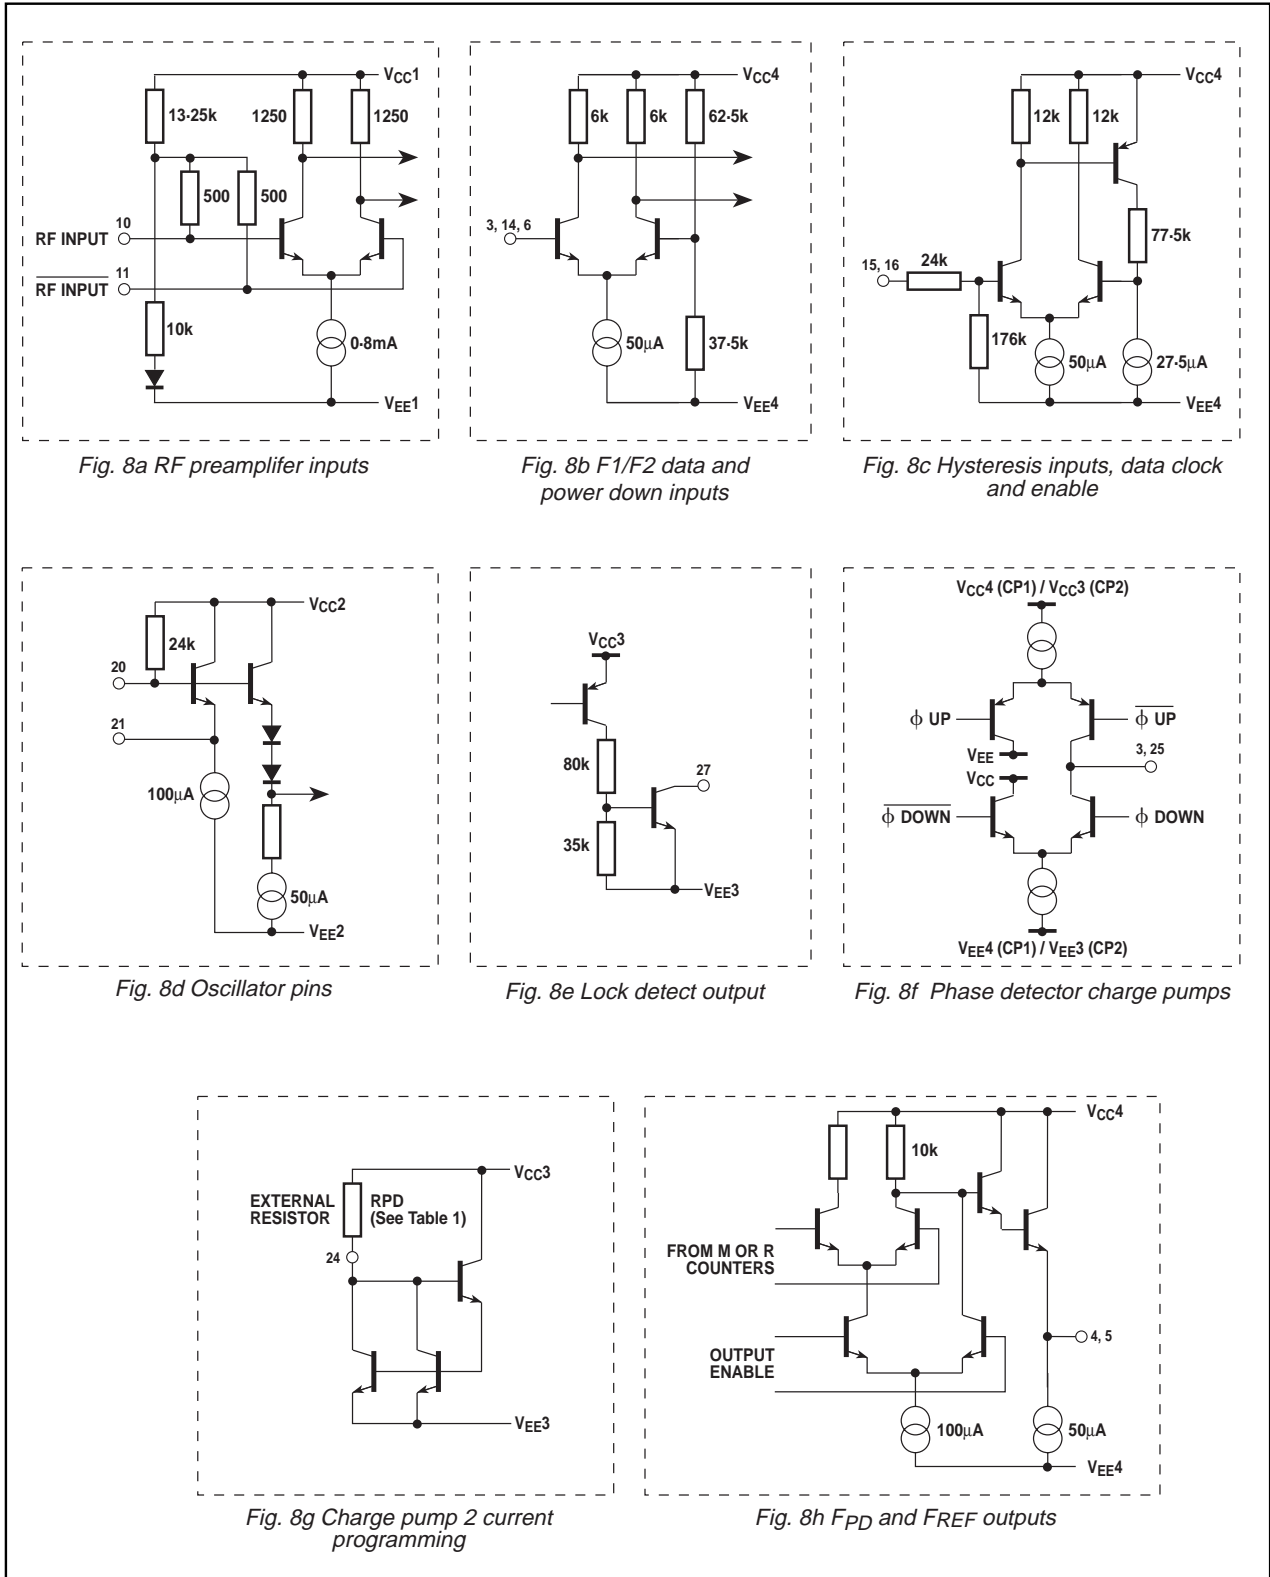 VCC1
13·25k
1250
1250
500
500
10
RF INPUT
11
RF INPUT
10k
0·8mA
VEE1
Fig. 8a RF preamplifer inputs
VCC4
6k
6k
62·5k
3, 14, 6
50µA
37·5k
VEE4
Fig. 8b F1/F2 data and
power down inputs
VCC4
12k
12k
77·5k
15, 16
24k
176k
50µA
27·5µA
VEE4
Fig. 8c Hysteresis inputs, data clock
and enable
VCC2
24k
20
21
100µA
50µA
VEE2
Fig. 8d Oscillator pins
VCC3
80k
27
35k
VEE3
Fig. 8e Lock detect output
VCC4 (CP1) / VCC3 (CP2)
ϕ UP
ϕ UP
VEE
3, 25
VCC
ϕ DOWN
ϕ DOWN
VEE4 (CP1) / VEE3 (CP2)
Fig. 8f Phase detector charge pumps
VCC3
EXTERNAL
RESISTOR
RPD
(See Table 1)
24
VEE3
Fig. 8g Charge pump 2 current
programming
VCC4
10k
FROM M OR R
COUNTERS
4, 5
OUTPUT
ENABLE
100µA
50µA
VEE4
Fig. 8h FPD and FREF outputs